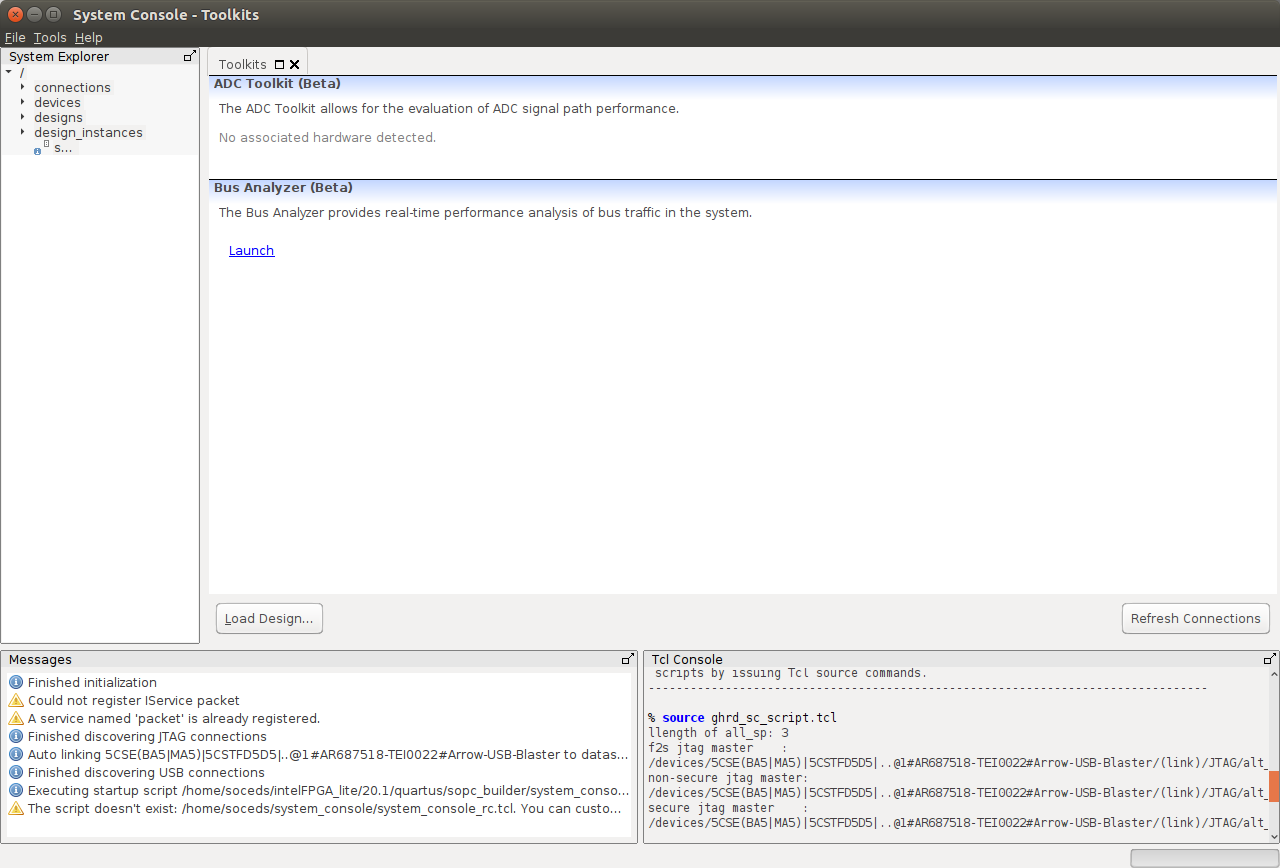 System Console - Toolkits
File Tools Help
System Explorer
/
connections
devices
designs
design_instances
s...
Toolkits
ADC Toolkit (Beta)
The ADC Toolkit allows for the evaluation of ADC signal path performance.
No associated hardware detected.
Bus Analyzer (Beta)
The Bus Analyzer provides real-time performance analysis of bus traffic in the system.
Launch
Load Design...
Refresh Connections
Messages
Finished initialization
Could not register IService packet
A service named 'packet' is already registered.
Finished discovering JTAG connections
Auto linking 5CSE(BA5|MA5)|5CSTFD5D5|..@1#AR687518-TEI0022#Arrow-USB-Blaster to datas...
Finished discovering USB connections
Executing startup script /home/soceds/intelFPGA_lite/20.1/quartus/sopc_builder/system_conso...
The script doesn't exist: /home/soceds/system_console/system_console_rc.tcl. You can custo...
Tcl Console
scripts by issuing Tcl source commands.
--------------------------------------------------------------------------------
% source ghrd_sc_script.tcl
llength of all_sp: 3
f2s jtag master    :
/devices/5CSE(BA5|MA5)|5CSTFD5D5|..@1#AR687518-TEI0022#Arrow-USB-Blaster/(link)/JTAG/alt_
non-secure jtag master:
/devices/5CSE(BA5|MA5)|5CSTFD5D5|..@1#AR687518-TEI0022#Arrow-USB-Blaster/(link)/JTAG/alt_
secure jtag master    :
/devices/5CSE(BA5|MA5)|5CSTFD5D5|..@1#AR687518-TEI0022#Arrow-USB-Blaster/(link)/JTAG/alt_